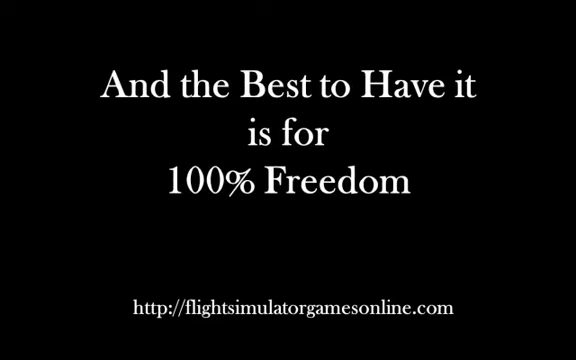 And the Best to Have it
is for
100% Freedom
http://flightsimulatorgamesonline.com